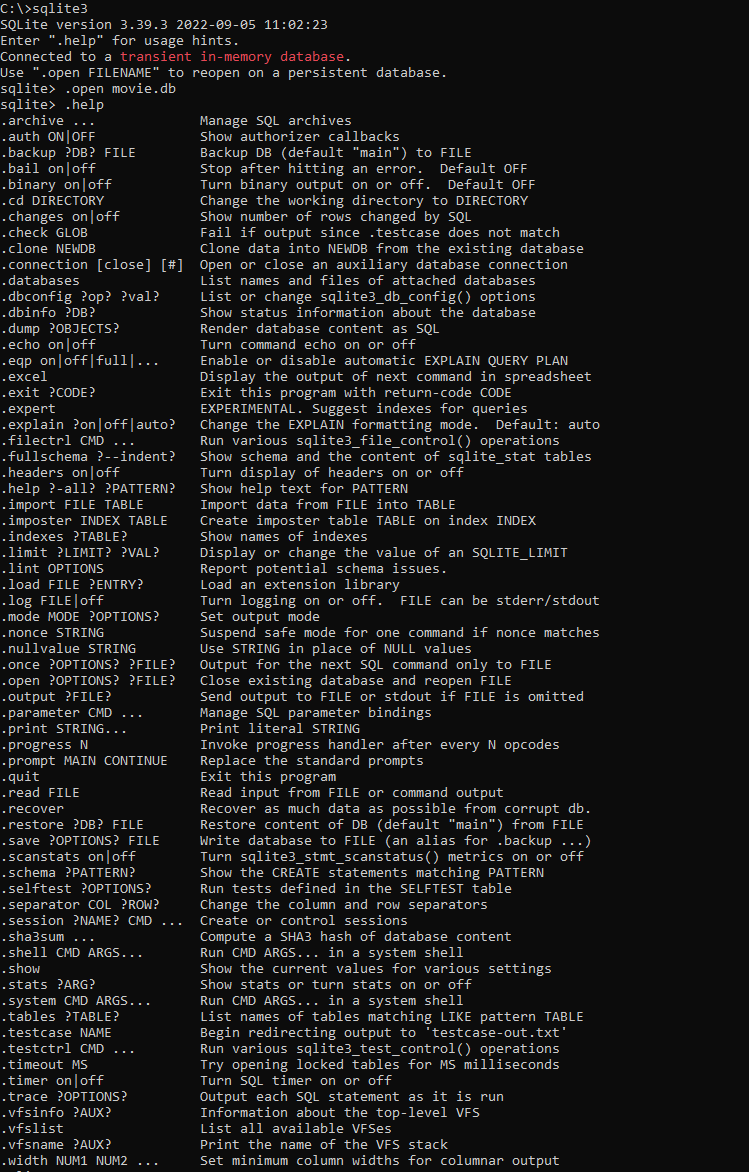 C:\>sqlite3
SQLite version 3.39.3 2022-09-05 11:02:23
Enter ".help" for usage hints.
Connected to a transient in-memory database.
Use ".open FILENAME" to reopen on a persistent database.
sqlite> .open movie.db
sqlite> .help
.archive ...             Manage SQL archives
.auth ON|OFF             Show authorizer callbacks
.backup ?DB? FILE        Backup DB (default "main") to FILE
.bail on|off             Stop after hitting an error.  Default OFF
.binary on|off           Turn binary output on or off.  Default OFF
.cd DIRECTORY            Change the working directory to DIRECTORY
.changes on|off          Show number of rows changed by SQL
.check GLOB              Fail if output since .testcase does not match
.clone NEWDB             Clone data into NEWDB from the existing database
.connection [close] [#]  Open or close an auxiliary database connection
.databases               List names and files of attached databases
.dbconfig ?op? ?val?     List or change sqlite3_db_config() options
.dbinfo ?DB?             Show status information about the database
.dump ?OBJECTS?          Render database content as SQL
.echo on|off             Turn command echo on or off
.eqp on|off|full|...     Enable or disable automatic EXPLAIN QUERY PLAN
.excel                   Display the output of next command in spreadsheet
.exit ?CODE?             Exit this program with return-code CODE
.expert                  EXPERIMENTAL. Suggest indexes for queries
.explain ?on|off|auto?   Change the EXPLAIN formatting mode.  Default: auto
.filectrl CMD ...        Run various sqlite3_file_control() operations
.fullschema ?--indent?   Show schema and the content of sqlite_stat tables
.headers on|off          Turn display of headers on or off
.help ?-all? ?PATTERN?   Show help text for PATTERN
.import FILE TABLE       Import data from FILE into TABLE
.imposter INDEX TABLE    Create imposter table TABLE on index INDEX
.indexes ?TABLE?         Show names of indexes
.limit ?LIMIT? ?VAL?     Display or change the value of an SQLITE_LIMIT
.lint OPTIONS            Report potential schema issues.
.load FILE ?ENTRY?       Load an extension library
.log FILE|off            Turn logging on or off.  FILE can be stderr/stdout
.mode MODE ?OPTIONS?     Set output mode
.nonce STRING            Suspend safe mode for one command if nonce matches
.nullvalue STRING        Use STRING in place of NULL values
.once ?OPTIONS? ?FILE?   Output for the next SQL command only to FILE
.open ?OPTIONS? ?FILE?   Close existing database and reopen FILE
.output ?FILE?           Send output to FILE or stdout if FILE is omitted
.parameter CMD ...       Manage SQL parameter bindings
.print STRING...         Print literal STRING
.progress N              Invoke progress handler after every N opcodes
.prompt MAIN CONTINUE    Replace the standard prompts
.quit                    Exit this program
.read FILE               Read input from FILE or command output
.recover                 Recover as much data as possible from corrupt db.
.restore ?DB? FILE       Restore content of DB (default "main") from FILE
.save ?OPTIONS? FILE     Write database to FILE (an alias for .backup ...)
.scanstats on|off        Turn sqlite3_stmt_scanstatus() metrics on or off
.schema ?PATTERN?        Show the CREATE statements matching PATTERN
.selftest ?OPTIONS?      Run tests defined in the SELFTEST table
.separator COL ?ROW?     Change the column and row separators
.session ?NAME? CMD ...  Create or control sessions
.sha3sum ...             Compute a SHA3 hash of database content
.shell CMD ARGS...       Run CMD ARGS... in a system shell
.show                    Show the current values for various settings
.stats ?ARG?             Show stats or turn stats on or off
.system CMD ARGS...      Run CMD ARGS... in a system shell
.tables ?TABLE?          List names of tables matching LIKE pattern TABLE
.testcase NAME           Begin redirecting output to 'testcase-out.txt'
.testctrl CMD ...        Run various sqlite3_test_control() operations
.timeout MS              Try opening locked tables for MS milliseconds
.timer on|off            Turn SQL timer on or off
.trace ?OPTIONS?         Output each SQL statement as it is run
.vfsinfo ?AUX?           Information about the top-level VFS
.vfslist                 List all available VFSes
.vfsname ?AUX?           Print the name of the VFS stack
.width NUM1 NUM2 ...     Set minimum column widths for columnar output